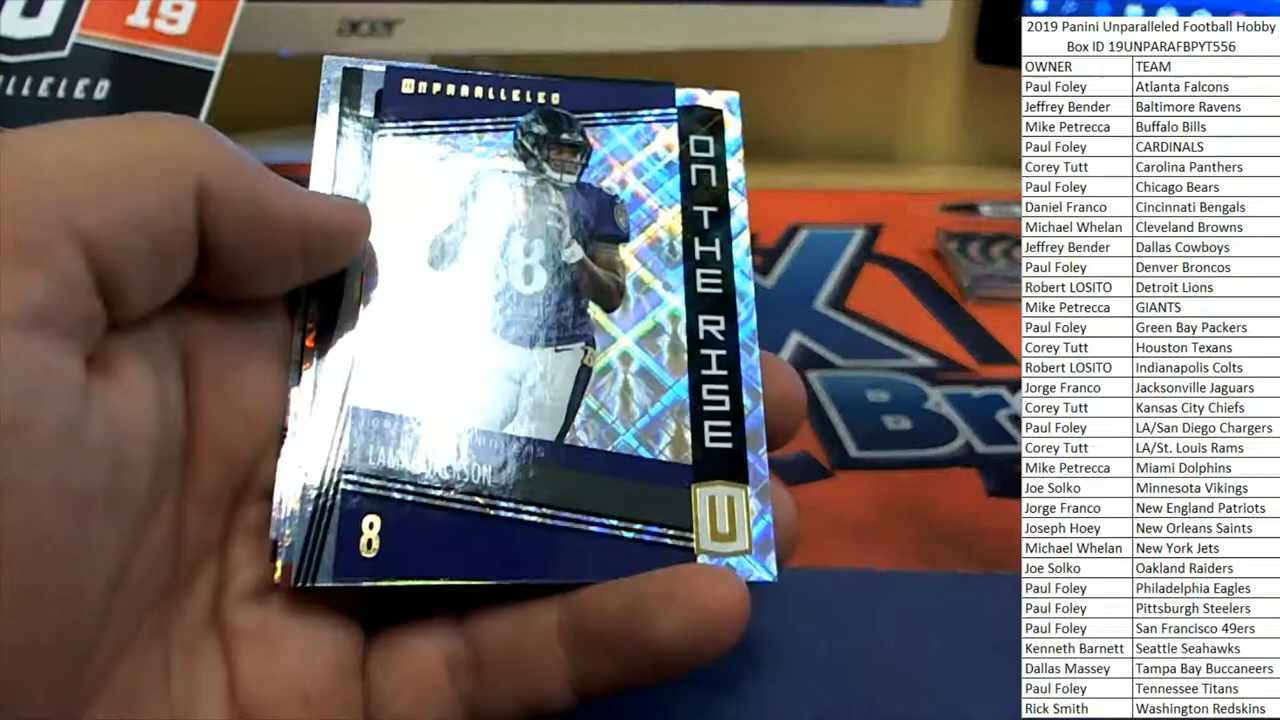 19
LLELED
acer
UNPARALLELED
ON THE RISE
8
JACKSON
8
U
Br
2019 Panini Unparalleled Football Hobby
Box ID 19UNPARAFBPYT556
OWNER TEAM
Paul Foley Atlanta Falcons
Jeffrey Bender Baltimore Ravens
Mike Petrecca Buffalo Bills
Paul Foley CARDINALS
Corey Tutt Carolina Panthers
Paul Foley Chicago Bears
Daniel Franco Cincinnati Bengals
Michael Whelan Cleveland Browns
Jeffrey Bender Dallas Cowboys
Paul Foley Denver Broncos
Robert LOSITO Detroit Lions
Mike Petrecca GIANTS
Paul Foley Green Bay Packers
Corey Tutt Houston Texans
Robert LOSITO Indianapolis Colts
Jorge Franco Jacksonville Jaguars
Corey Tutt Kansas City Chiefs
Paul Foley LA/San Diego Chargers
Corey Tutt LA/St. Louis Rams
Mike Petrecca Miami Dolphins
Joe Solko Minnesota Vikings
Jorge Franco New England Patriots
Joseph Hoey New Orleans Saints
Michael Whelan New York Jets
Joe Solko Oakland Raiders
Paul Foley Philadelphia Eagles
Paul Foley Pittsburgh Steelers
Paul Foley San Francisco 49ers
Kenneth Barnett Seattle Seahawks
Dallas Massey Tampa Bay Buccaneers
Paul Foley Tennessee Titans
Rick Smith Washington Redskins